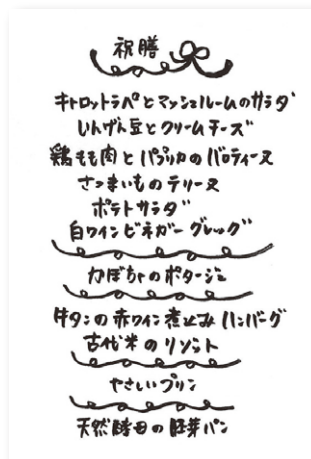 祝膳
キャロットラペとマッシュルームのサラダ
いんげん豆とクリームチーズ
鶏もも肉とパプリカのバロティーヌ
さつまいものテリーヌ
ポテトサラダ
白ワインビネガードレッシング
かぼちゃのポタージュ
牛タンの赤ワイン煮込みハンバーグ
古代米のリゾット
やさしいプリン
天然酵母の胚芽パン